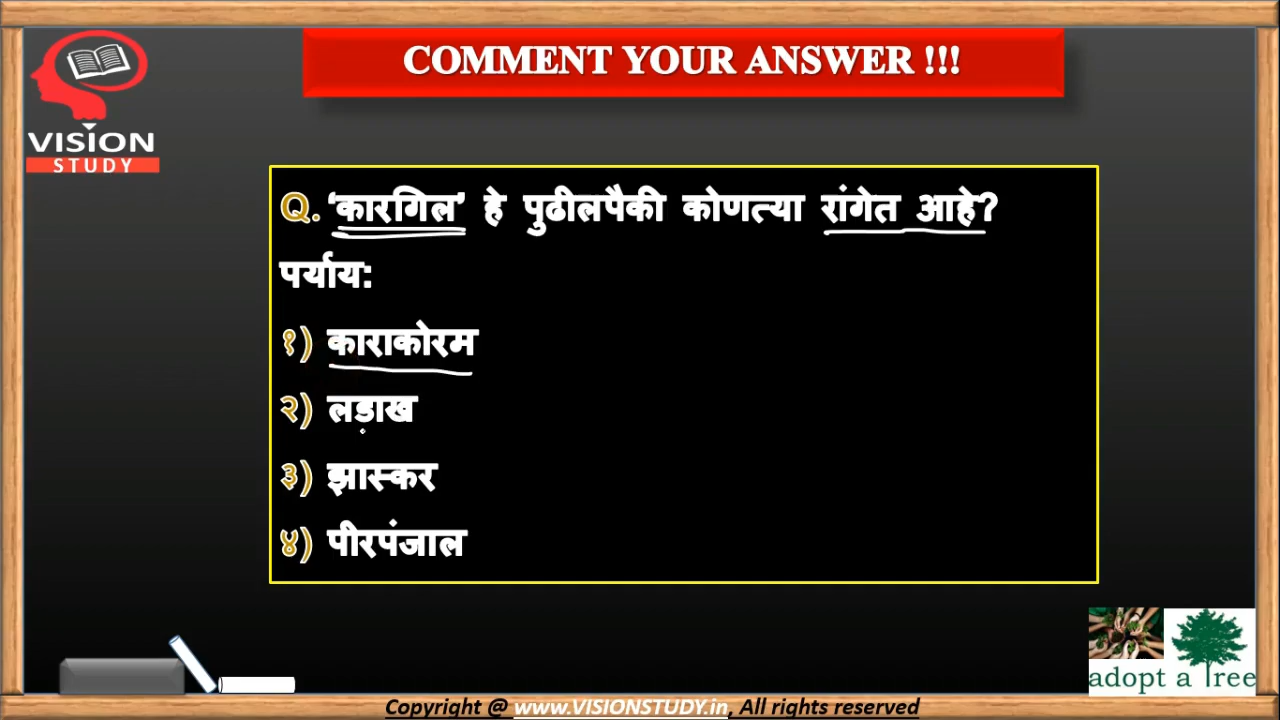 COMMENT YOUR ANSWER !!!
VISION
STUDY
Q. ‘कारगिल’ हे पुढीलपैकी कोणत्या रांगेत आहे?
पर्याय:
१) काराकोरम
२) लड़ाख
३) झास्कर
४) पीरपंजाल
adopt a Tree
Copyright @ www.VISIONSTUDY.in, All rights reserved